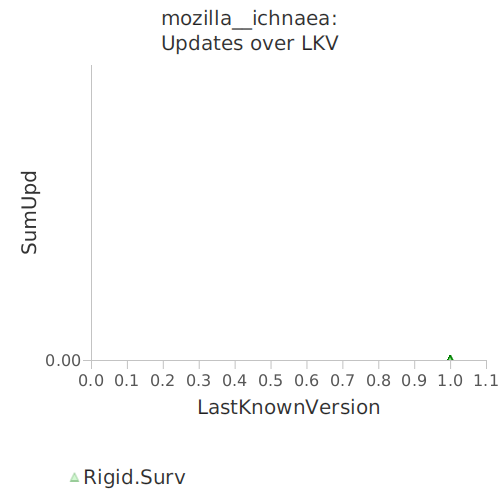 mozilla__ichnaea:
Updates over LKV
SumUpd
0.00
0.0 0.1 0.2 0.3 0.4 0.5 0.6 0.7 0.8 0.9 1.0 1.1
LastKnownVersion
Rigid.Surv